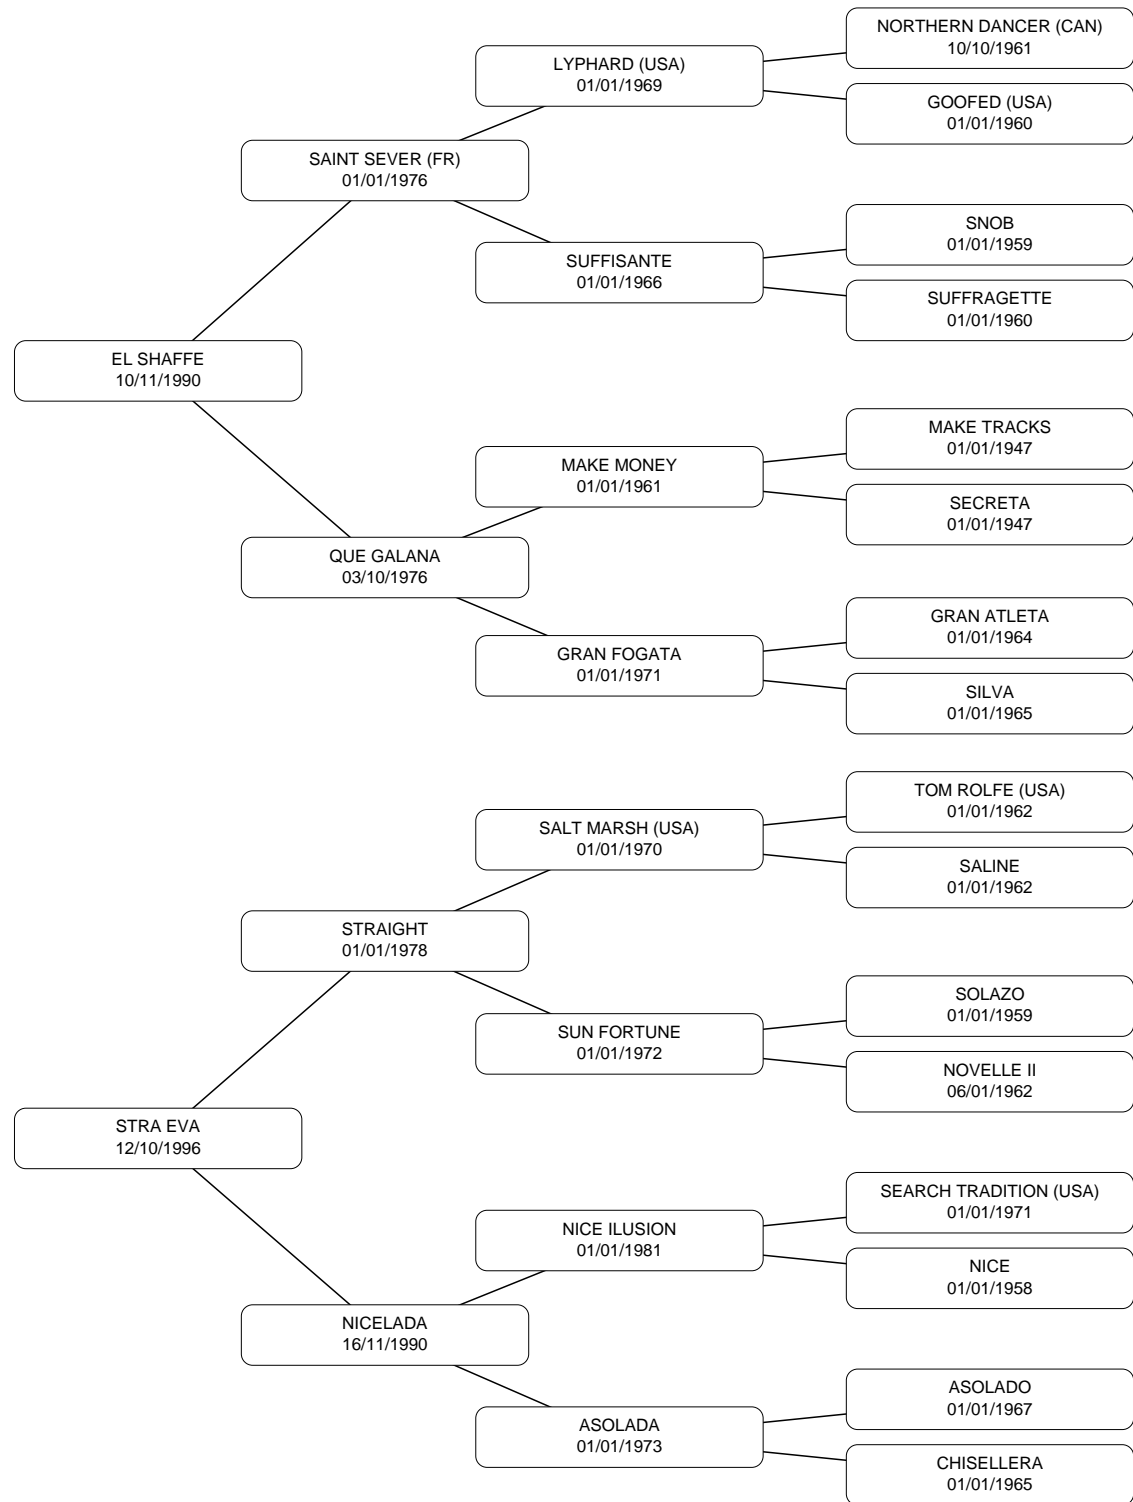 NORTHERN DANCER (CAN)
10/10/1961
LYPHARD (USA)
01/01/1969
GOOFED (USA)
01/01/1960
SAINT SEVER (FR)
01/01/1976
SNOB
01/01/1959
SUFFISANTE
01/01/1966
SUFFRAGETTE
01/01/1960
EL SHAFFE
10/11/1990
MAKE TRACKS
01/01/1947
MAKE MONEY
01/01/1961
SECRETA
01/01/1947
QUE GALANA
03/10/1976
GRAN ATLETA
01/01/1964
GRAN FOGATA
01/01/1971
SILVA
01/01/1965
TOM ROLFE (USA)
01/01/1962
SALT MARSH (USA)
01/01/1970
SALINE
01/01/1962
STRAIGHT
01/01/1978
SOLAZO
01/01/1959
SUN FORTUNE
01/01/1972
NOVELLE II
06/01/1962
STRA EVA
12/10/1996
SEARCH TRADITION (USA)
01/01/1971
NICE ILUSION
01/01/1981
NICE
01/01/1958
NICELADA
16/11/1990
ASOLADO
01/01/1967
ASOLADA
01/01/1973
CHISELLERA
01/01/1965